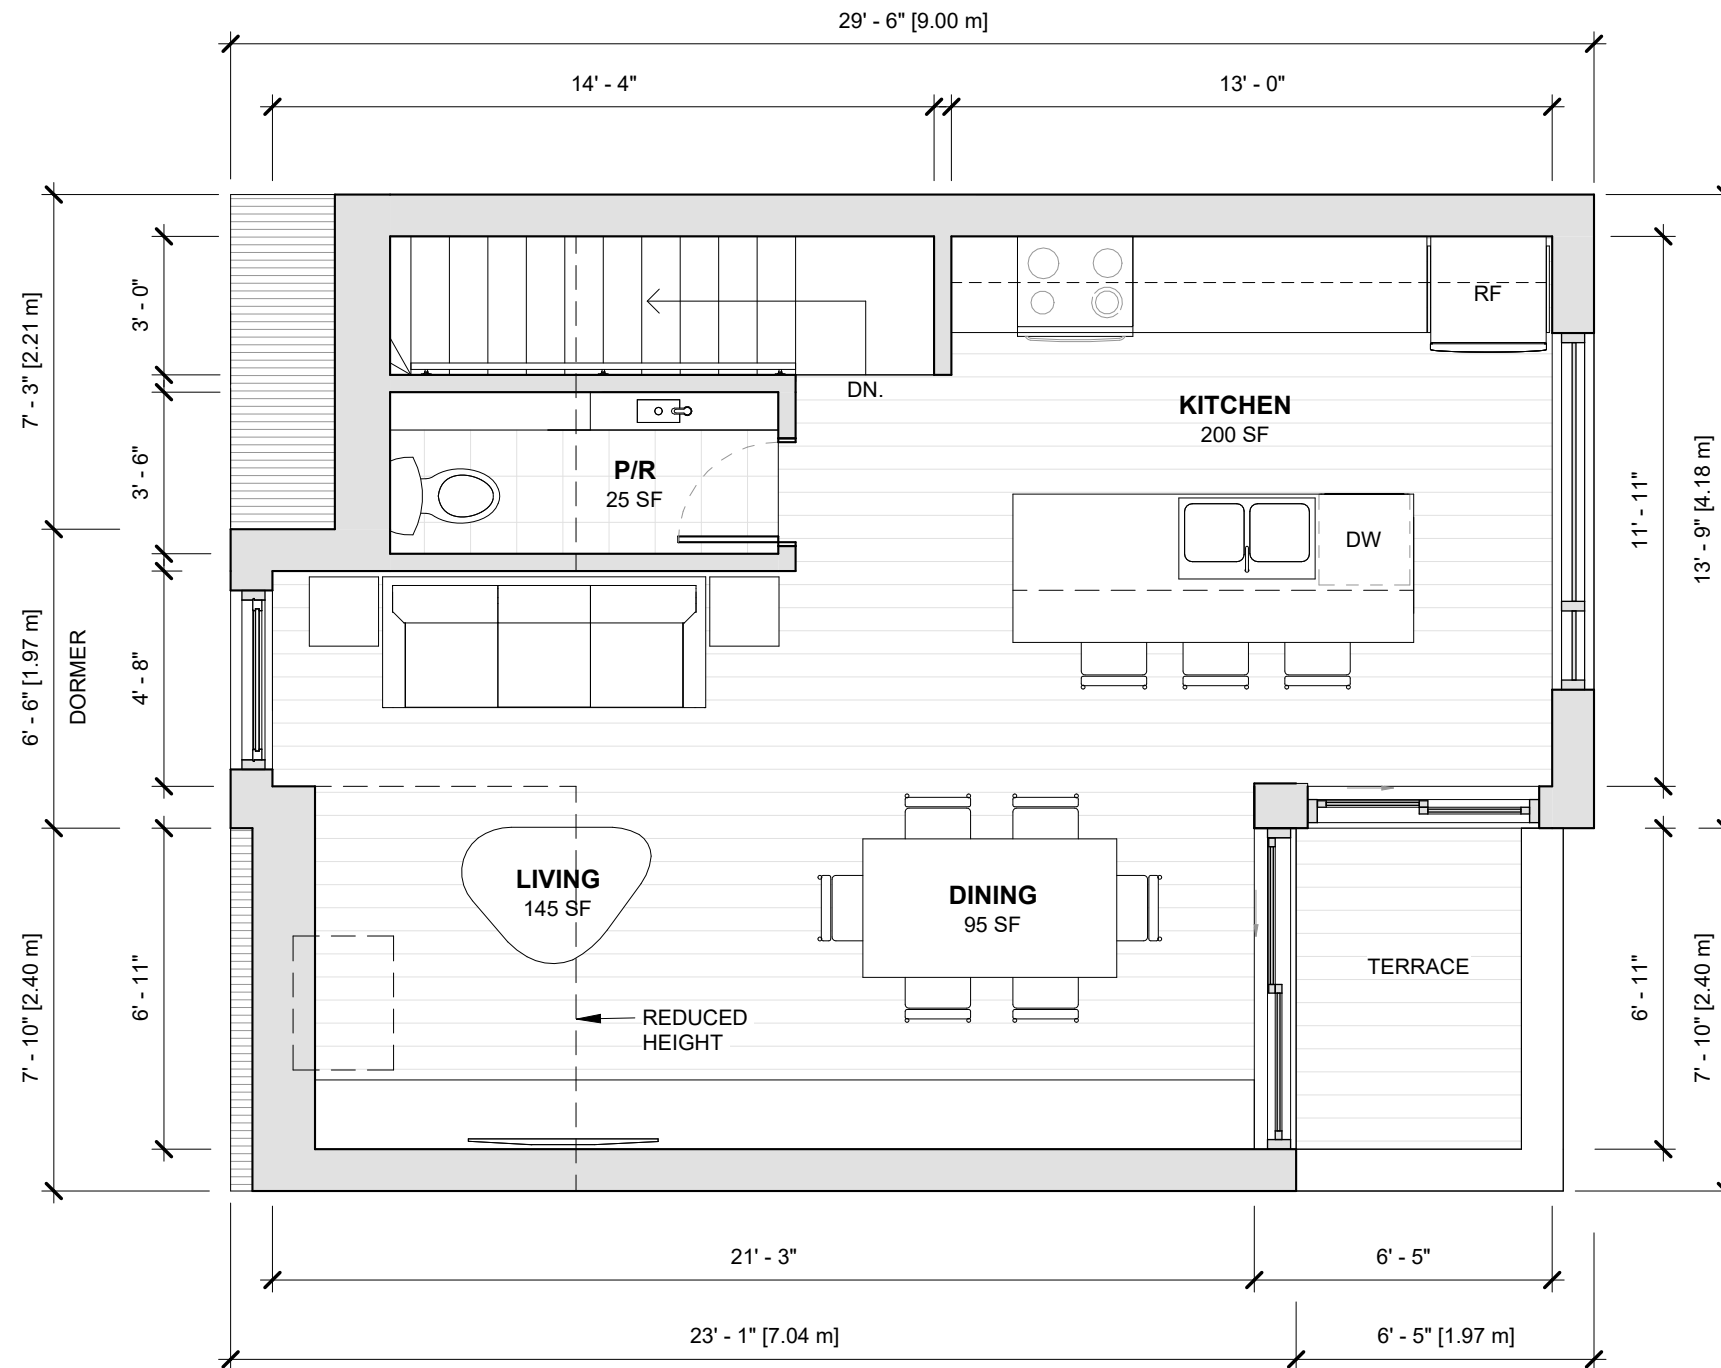 29' - 6" [9.00 m]
14' - 4"
13' - 0"
7' - 3" [2.21 m]
3' - 0"
RF
DN.
KITCHEN
200 SF
3' - 6"
P/R
25 SF
DW
11' - 11"
13' - 9" [4.18 m]
6' - 6" [1.97 m]
DORMER
4' - 8"
LIVING
145 SF
DINING
95 SF
TERRACE
7' - 10" [2.40 m]
6' - 11"
REDUCED
HEIGHT
6' - 11"
7' - 10" [2.40 m]
21' - 3"
6' - 5"
23' - 1" [7.04 m]
6' - 5" [1.97 m]